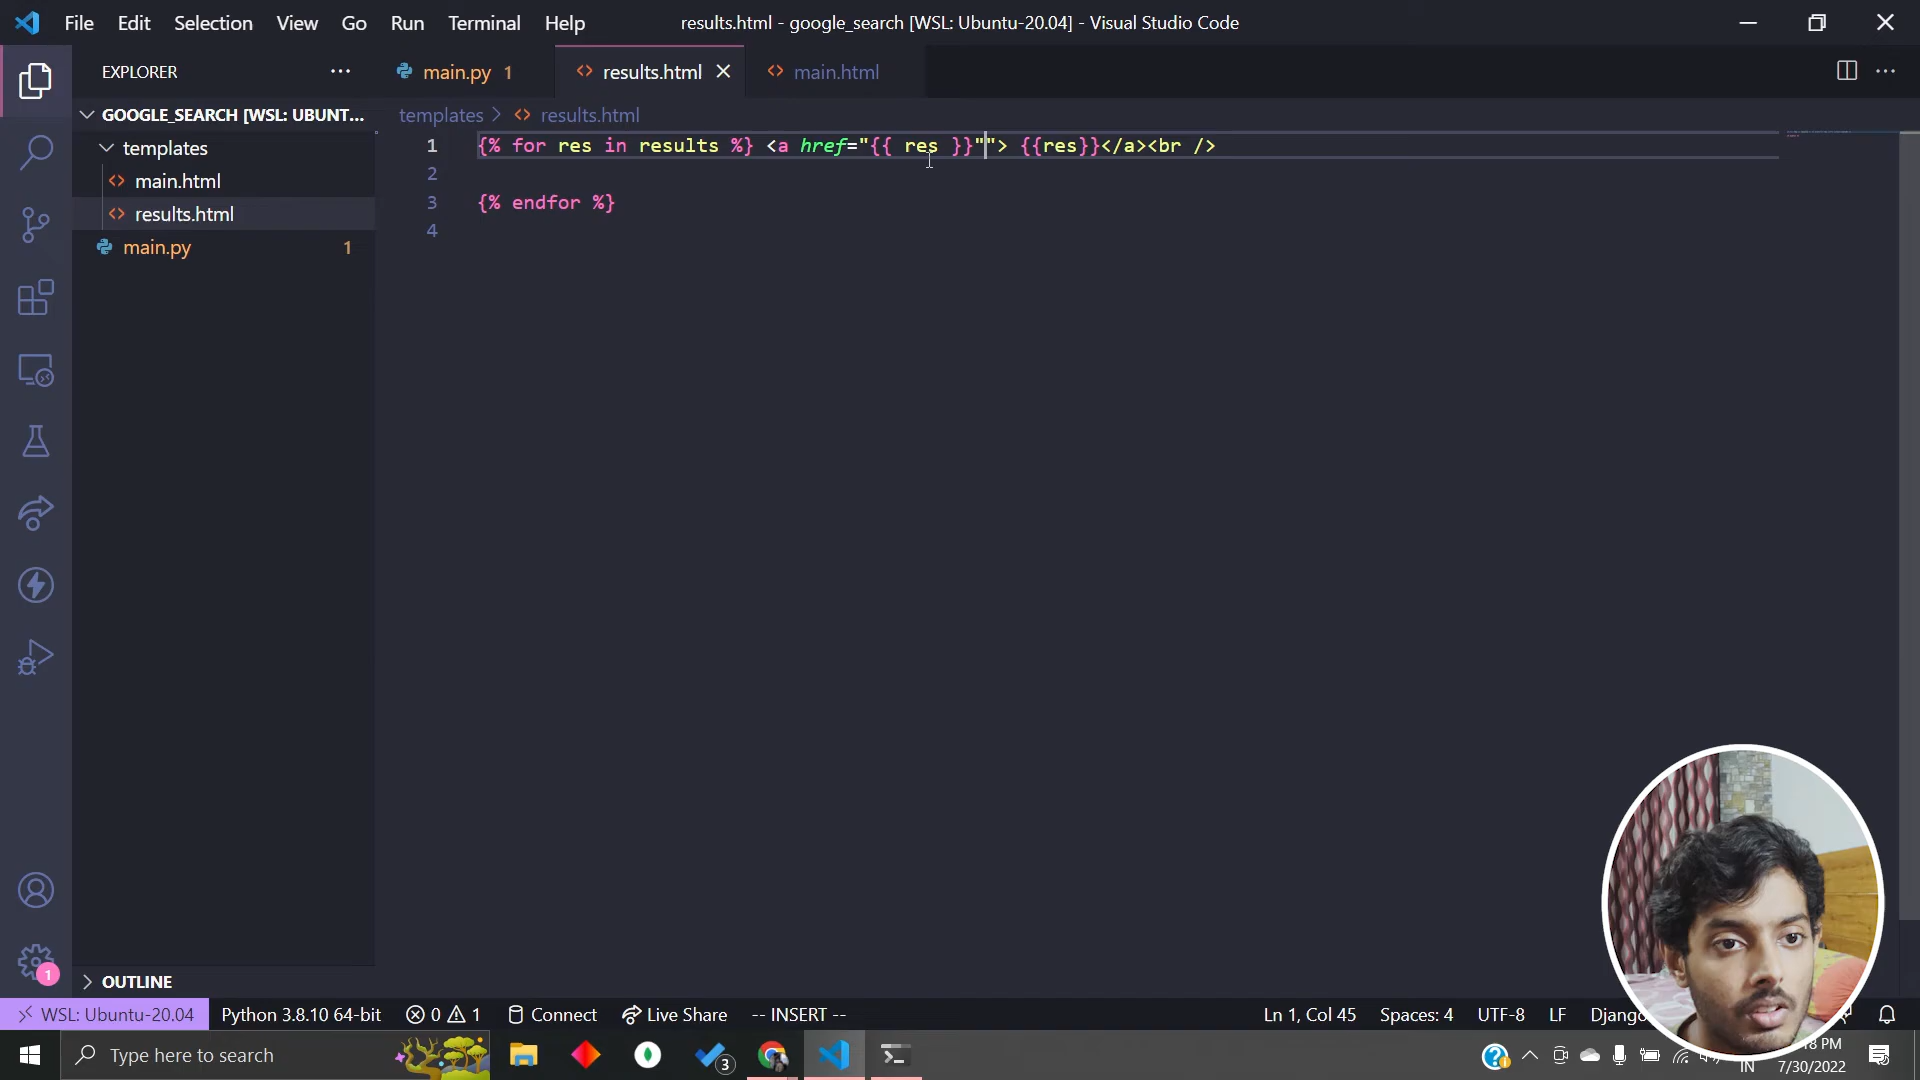 File Edit Selection View Go Run Terminal Help
results.html - google_search [WSL: Ubuntu-20.04] - Visual Studio Code
EXPLORER
main.py 1
results.html
main.html
GOOGLE_SEARCH [WSL: UBUNT...
templates > results.html
templates
main.html
results.html
main.py 1
1 {% for res in results %} <a href="{{ res }}""> {{res}}</a><br />
2
3 {% endfor %}
4
1
OUTLINE
WSL: Ubuntu-20.04 Python 3.8.10 64-bit 0 1 Connect Live Share -- INSERT -- Ln 1, Col 45 Spaces: 4 UTF-8 LF
Type here to search
3
IN
7/30/2022